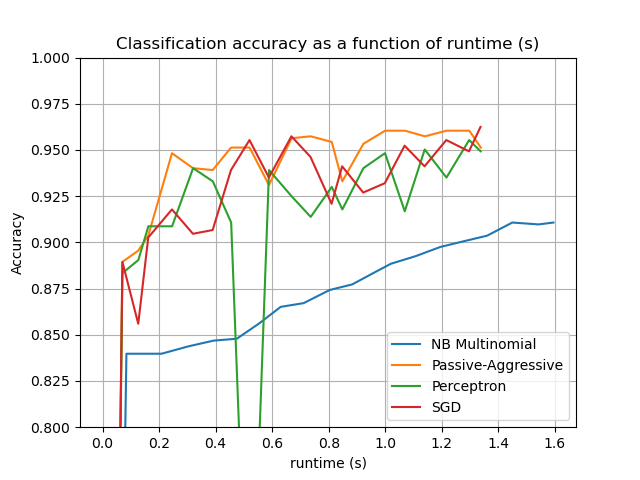 Classification accuracy as a function of runtime (s)
1.000
0.975
0.950
0.925
0.900
0.875
0.850
0.825
0.800
Accuracy
0.0 0.2 0.4 0.6 0.8 1.0 1.2 1.4 1.6
runtime (s)
NB Multinomial
Passive-Aggressive
Perceptron
SGD